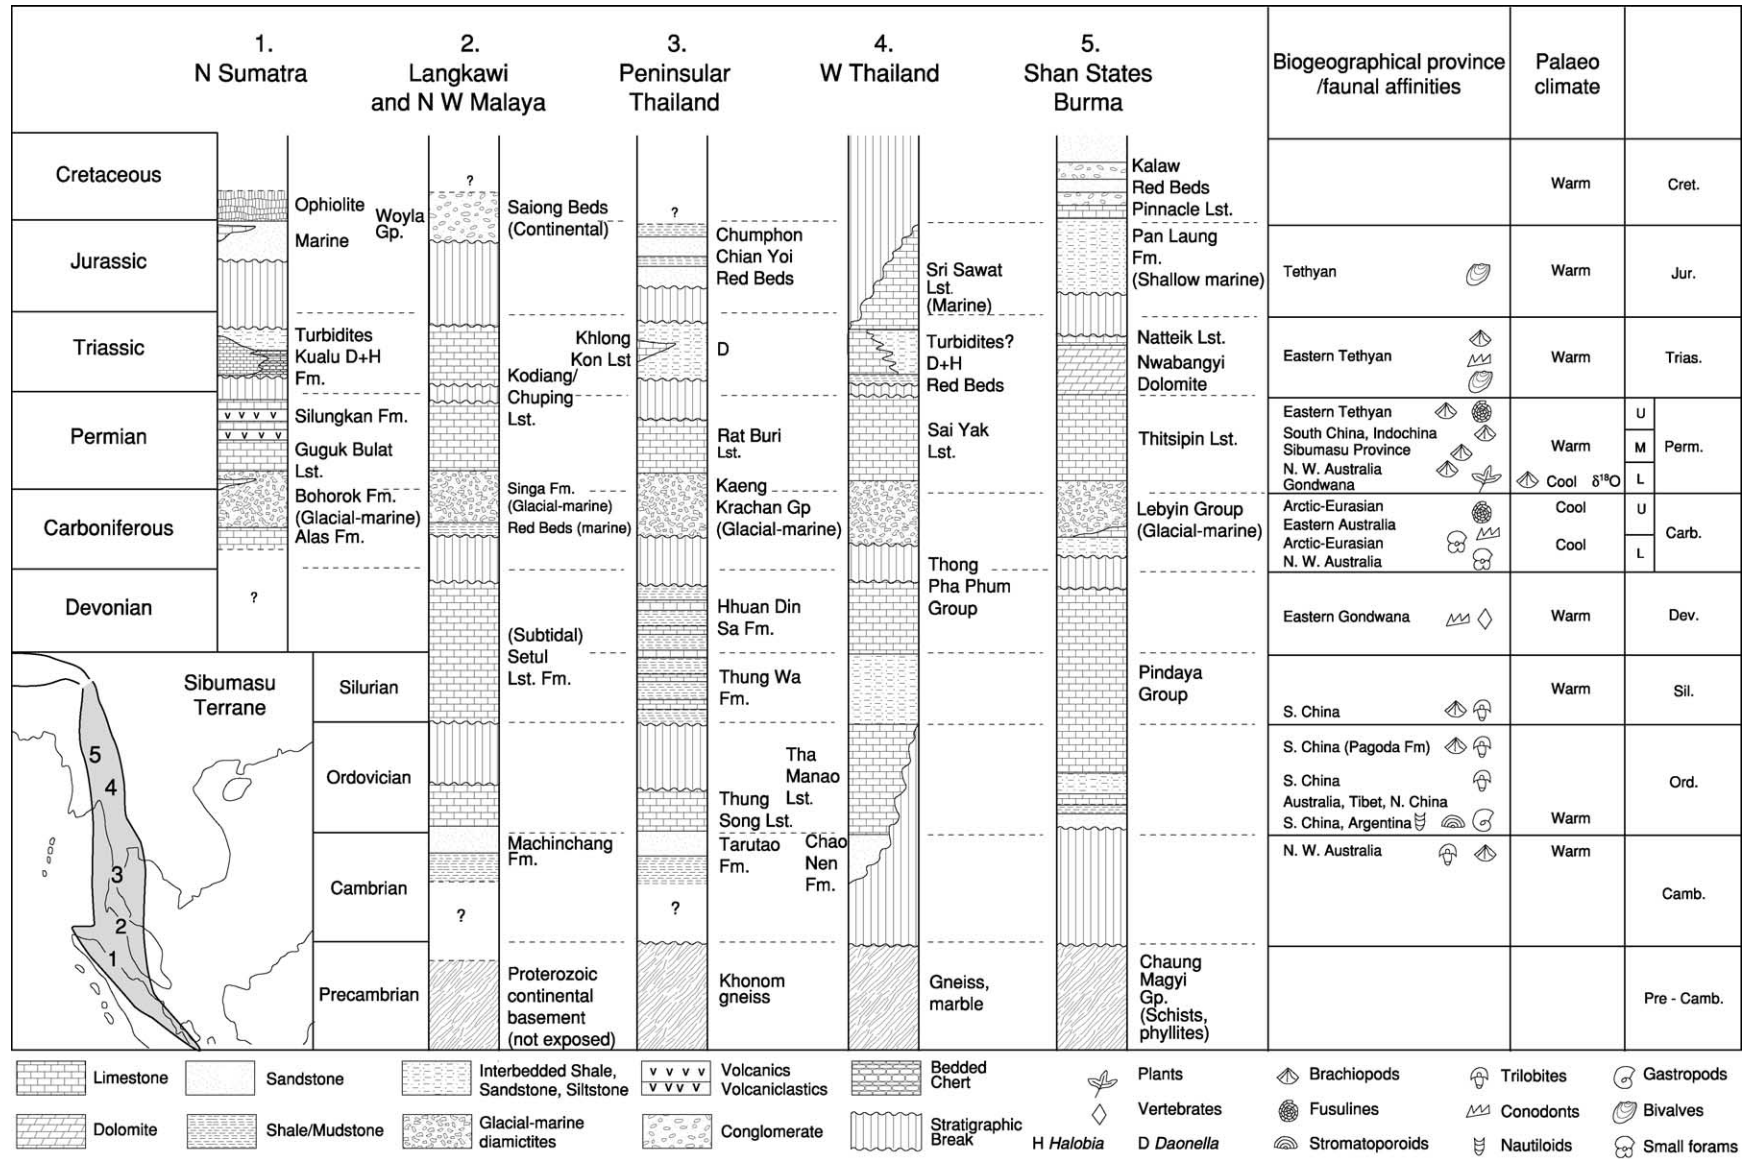 1.
N Sumatra
2.
Langkawi
and N W Malaya
3.
Peninsular
Thailand
4.
W Thailand
5.
Shan States
Burma
Biogeographical province
/faunal affinities
Palaeo
climate
Cretaceous
Jurassic
Triassic
Permian
Carboniferous
Devonian
Silurian
Ordovician
Cambrian
Precambrian
Sibumasu
Terrane
5
4
3
2
1
Ophiolite
Marine
Woyla
Gp.
Turbidites
Kualu D+H
Fm.
v v v v
v v v v
Silungkan Fm.
Guguk Bulat
Lst.
Bohorok Fm.
(Glacial-marine)
Alas Fm.
?
?
Saiong Beds
(Continental)
Kodiang/
Chuping
Lst.
Singa Fm.
(Glacial-marine)
Red Beds (marine)
(Subtidal)
Setul
Lst. Fm.
Machinchang
Fm.
?
Proterozoic
continental
basement
(not exposed)
?
Chumphon
Chian Yoi
Red Beds
Khlong
Kon Lst
D
Rat Buri
Lst.
Kaeng
Krachan Gp
(Glacial-marine)
Hhuan Din
Sa Fm.
Thung Wa
Fm.
Thung
Song Lst.
Tarutao
Fm.
?
Khonom
gneiss
Sri Sawat
Lst.
(Marine)
Turbidites?
D+H
Red Beds
Sai Yak
Lst.
Thong
Pha Phum
Group
Tha
Manao
Lst.
Chao
Nen
Fm.
Gneiss,
marble
Kalaw
Red Beds
Pinnacle Lst.
Pan Laung
Fm.
(Shallow marine)
Natteik Lst.
Nwabangyi
Dolomite
Thitsipin Lst.
Lebyin Group
(Glacial-marine)
Pindaya
Group
Chaung
Magyi
Gp.
(Schists,
phyllites)
Warm
Cret.
Tethyan
Warm
Jur.
Eastern Tethyan
Warm
Trias.
Eastern Tethyan
South China, Indochina
Sibumasu Province
N. W. Australia
Gondwana
Warm
Cool δ18O
U
M
L
Perm.
Arctic-Eurasian
Eastern Australia
Arctic-Eurasian
N. W. Australia
Cool
Cool
U
L
Carb.
Eastern Gondwana
Warm
Dev.
S. China
Warm
Sil.
S. China (Pagoda Fm)
S. China
Australia, Tibet, N. China
S. China, Argentina
Warm
Ord.
N. W. Australia
Warm
Camb.
Pre - Camb.
Limestone
Sandstone
Interbedded Shale,
Sandstone, Siltstone
v v v v
v v v v
Volcanics
Volcaniclastics
Bedded
Chert
Plants
Brachiopods
Trilobites
Gastropods
Vertebrates
Fusulines
Conodonts
Bivalves
Dolomite
Shale/Mudstone
Glacial-marine
diamictites
Conglomerate
Stratigraphic
Break
H Halobia
D Daonella
Stromatoporoids
Nautiloids
Small forams